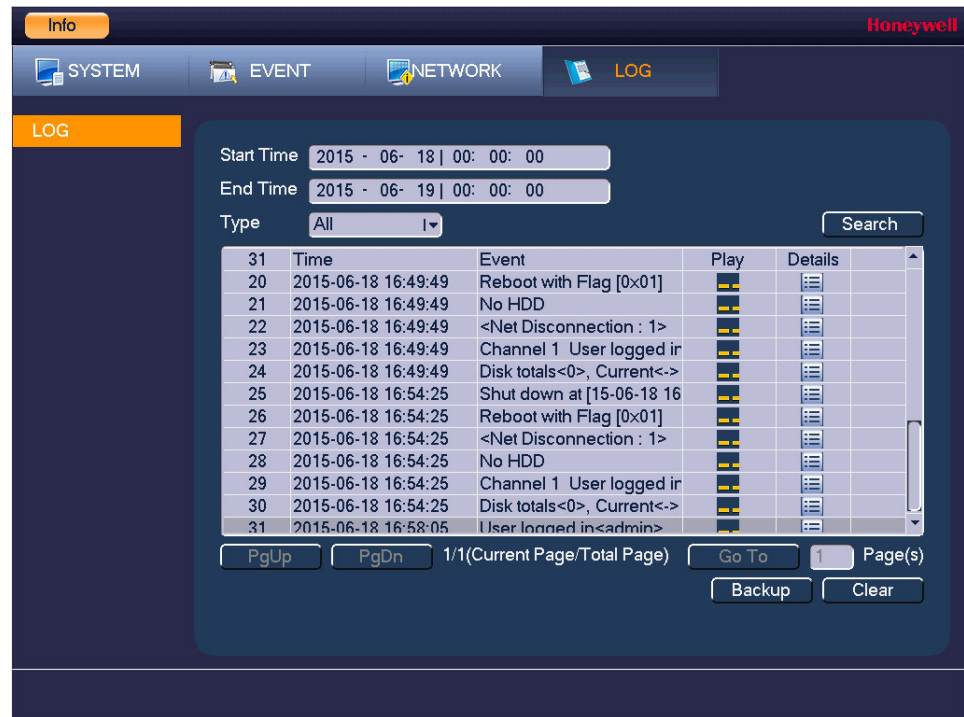 Info
Honeywell
SYSTEM EVENT NETWORK LOG
LOG
Start Time 2015 - 06- 18| 00: 00: 00
End Time 2015 - 06- 19| 00: 00: 00
Type All
Search
31 Time Event Play Details
20 2015-06-18 16:49:49 Reboot with Flag [0x01]
21 2015-06-18 16:49:49 No HDD
22 2015-06-18 16:49:49 <Net Disconnection : 1>
23 2015-06-18 16:49:49 Channel 1 User logged in
24 2015-06-18 16:49:49 Disk totals<0>, Current<->
25 2015-06-18 16:54:25 Shut down at [15-06-18 16
26 2015-06-18 16:54:25 Reboot with Flag [0x01]
27 2015-06-18 16:54:25 <Net Disconnection : 1>
28 2015-06-18 16:54:25 No HDD
29 2015-06-18 16:54:25 Channel 1 User logged in
30 2015-06-18 16:54:25 Disk totals<0>, Current<->
31 2015-06-18 16:58:05 User logged in<admin>
PgUp PgDn 1/1(Current Page/Total Page) Go To 1 Page(s)
Backup Clear